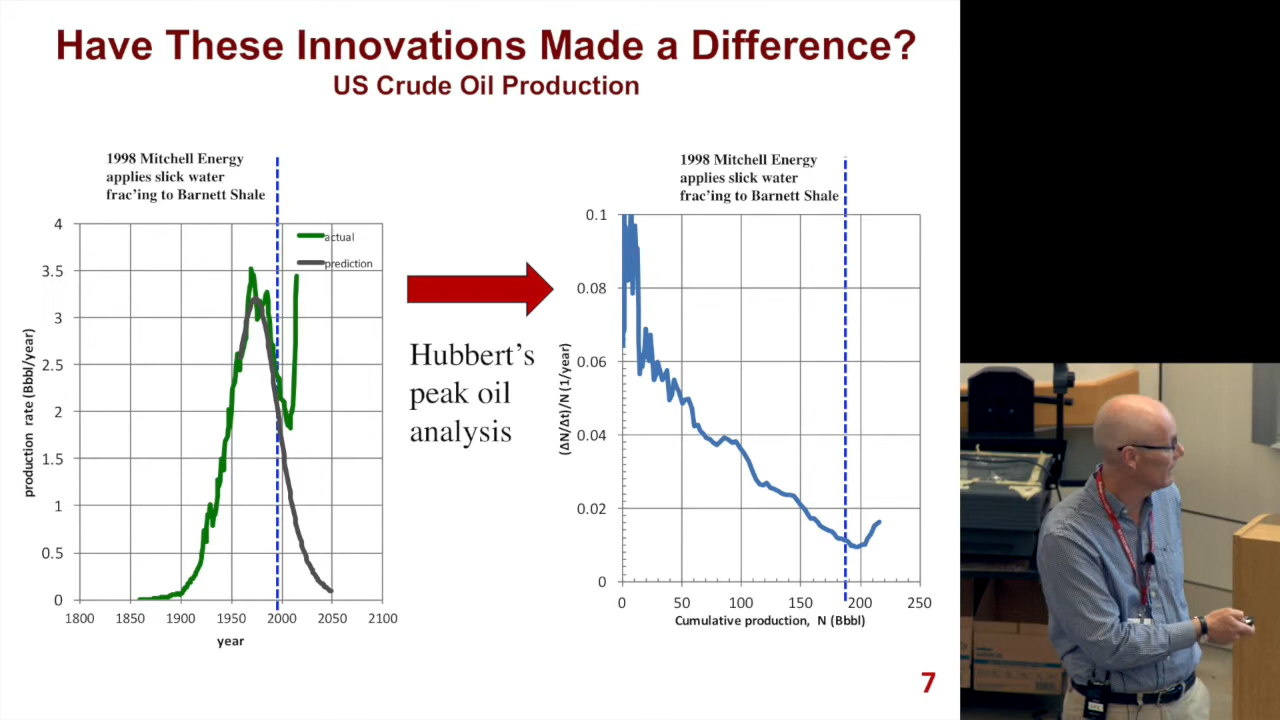 Have These Innovations Made a Difference?
US Crude Oil Production
1998 Mitchell Energy
applies slick water
frac'ing to Barnett Shale
4
3.5
3
2.5
2
1.5
1
0.5
0
1800
1850
1900
1950
2000
2050
2100
production rate (Bbbl/year)
year
actual
prediction
Hubbert's
peak oil
analysis
1998 Mitchell Energy
applies slick water
frac'ing to Barnett Shale
0.1
0.08
0.06
0.04
0.02
0
0
50
100
150
200
250
(ΔN/Δt)/N (1/year)
Cumulative production, N (Bbbl)
7